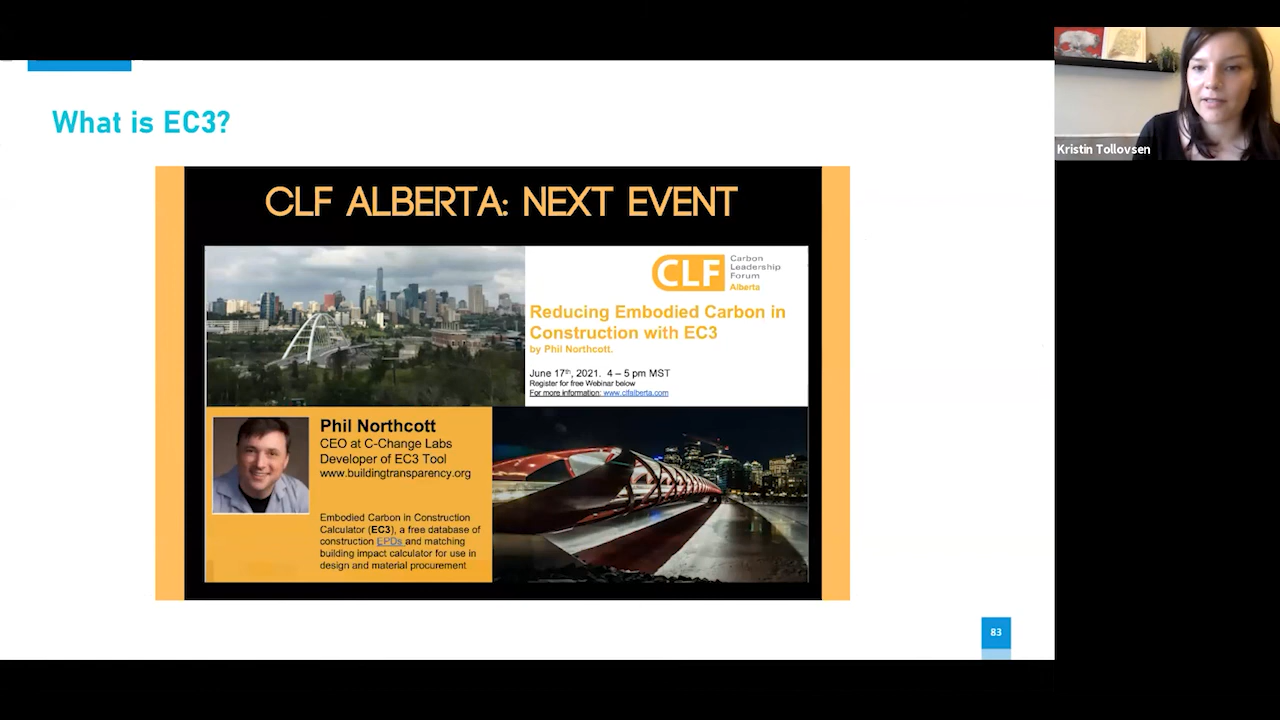 What is EC3?
Kristin Tollovsen
CLF ALBERTA: NEXT EVENT
CLF
Carbon
Leadership
Forum
Alberta
Reducing Embodied Carbon in
Construction with EC3
by Phil Northcott.
June 17th, 2021. 4 – 5 pm MST
Register for free Webinar below
For more information: www.clfalberta.com
Phil Northcott
CEO at C-Change Labs
Developer of EC3 Tool
www.buildingtransparency.org
Embodied Carbon in Construction
Calculator (EC3), a free database of
construction EPDs and matching
building impact calculator for use in
design and material procurement
83